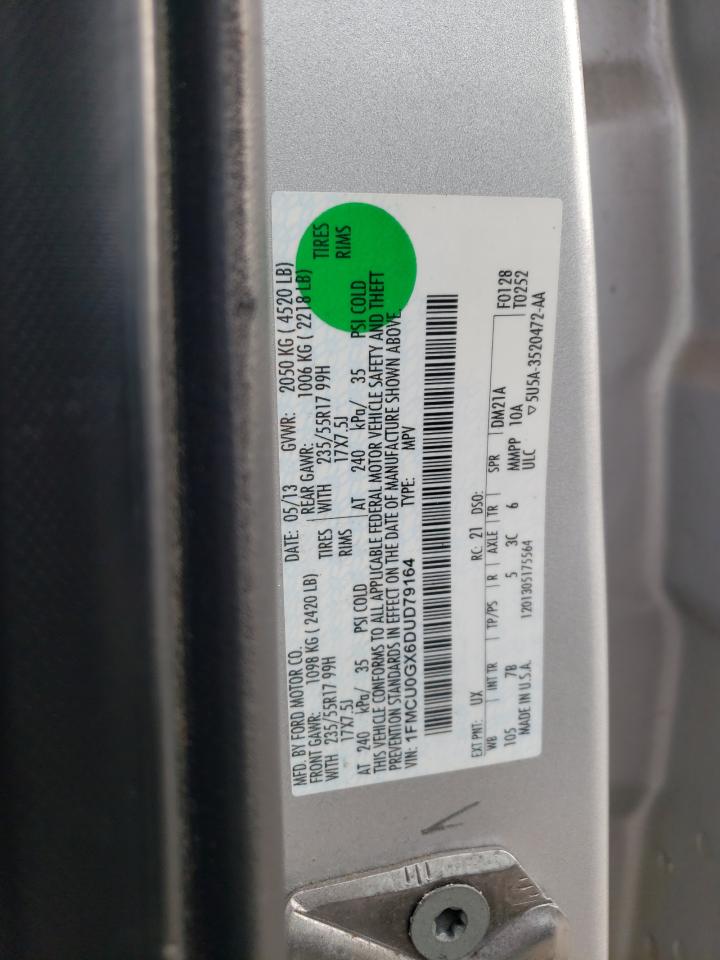 MFD. BY FORD MOTOR CO.
DATE: 05/13 GVWR: 2050 KG ( 4520 LB)
FRONT GAWR: 1098 KG ( 2420 LB) REAR GAWR: 1006 KG ( 2218 LB)
WITH 235/55R17 99H TIRES WITH 235/55R17 99H TIRES
17X7.5J RIMS 17X7.5J RIMS
AT 240 kPa/ 35 PSI COLD AT 240 kPa/ 35 PSI COLD
THIS VEHICLE CONFORMS TO ALL APPLICABLE FEDERAL MOTOR VEHICLE SAFETY AND THEFT
PREVENTION STANDARDS IN EFFECT ON THE DATE OF MANUFACTURE SHOWN ABOVE.
VIN: 1FMCU0GX6DUD79164 TYPE: MPV
EXT PNT: UX RC: 21 DSO: F0128
WB INT TR TP/PS R AXLE TR SPR DM21A T0252
105 7B 5 3C 6 MMPP 10A
MADE IN U.S.A. 1201305175564 ULC ▽5U5A-3520472-AA